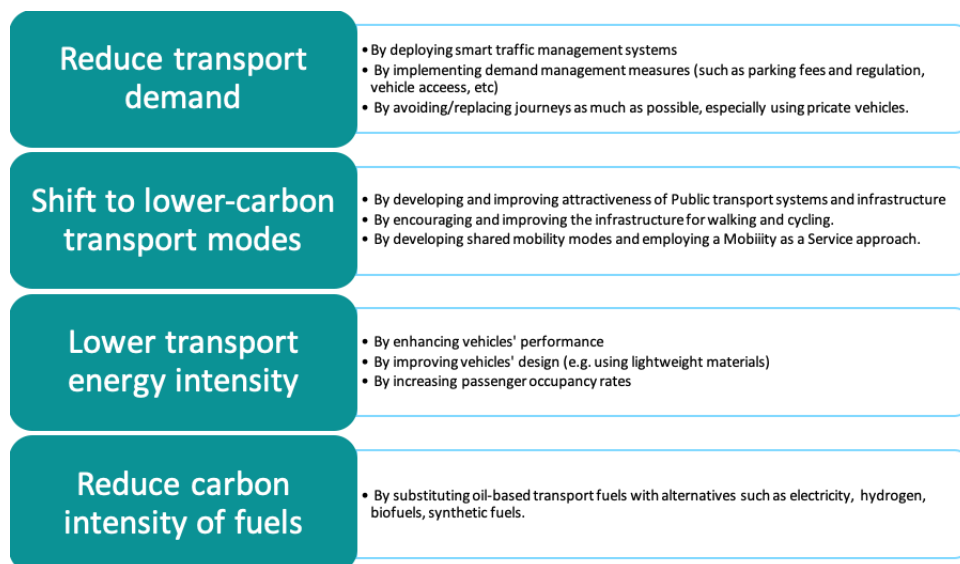 Reduce transport
demand
• By deploying smart traffic management systems
• By implementing demand management measures (such as parking fees and regulation,
vehicle acceess, etc)
• By avoiding/replacing journeys as much as possible, especially using pricate vehicles.
Shift to lower-carbon
transport modes
• By developing and improving attractiveness of Public transport systems and infrastructure
• By encouraging and improving the infrastructure for walking and cycling.
• By developing shared mobility modes and employing a Mobiiity as a Service approach.
Lower transport
energy intensity
• By enhancing vehicles' performance
• By improving vehicles' design (e.g. using lightweight materials)
• By increasing passenger occupancy rates
Reduce carbon
intensity of fuels
• By substituting oil-based transport fuels with alternatives such as electricity, hydrogen,
biofuels, synthetic fuels.